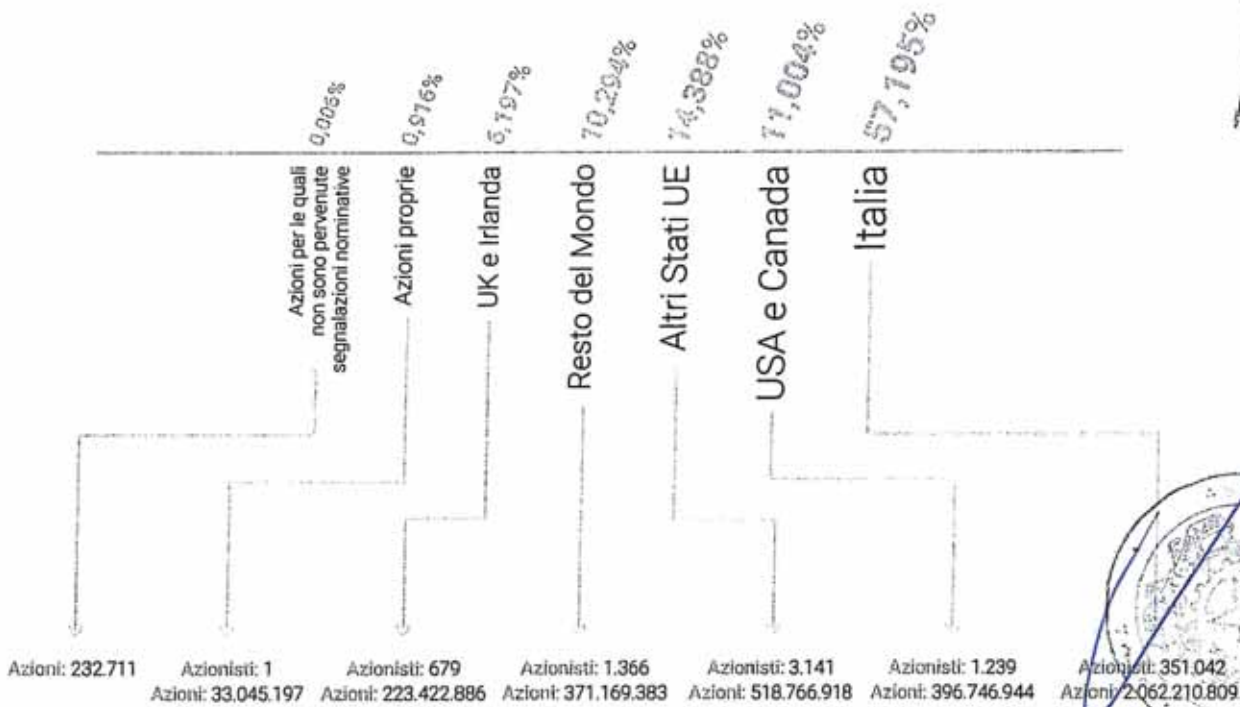 0,006%
0,916%
6,197%
10,294%
14,388%
11,004%
57,195%
Azioni per le quali
non sono pervenute
segnalazioni nominative
Azioni proprie
UK e Irlanda
Resto del Mondo
Altri Stati UE
USA e Canada
Italia
Azioni: 232.711
Azionisti: 1
Azioni: 33.045.197
Azionisti: 679
Azioni: 223.422.886
Azionisti: 1.366
Azioni: 371.169.383
Azionisti: 3.141
Azioni: 518.766.918
Azionisti: 1.239
Azioni: 396.746.944
Azionisti: 351.042
Azioni: 2.062.210.809